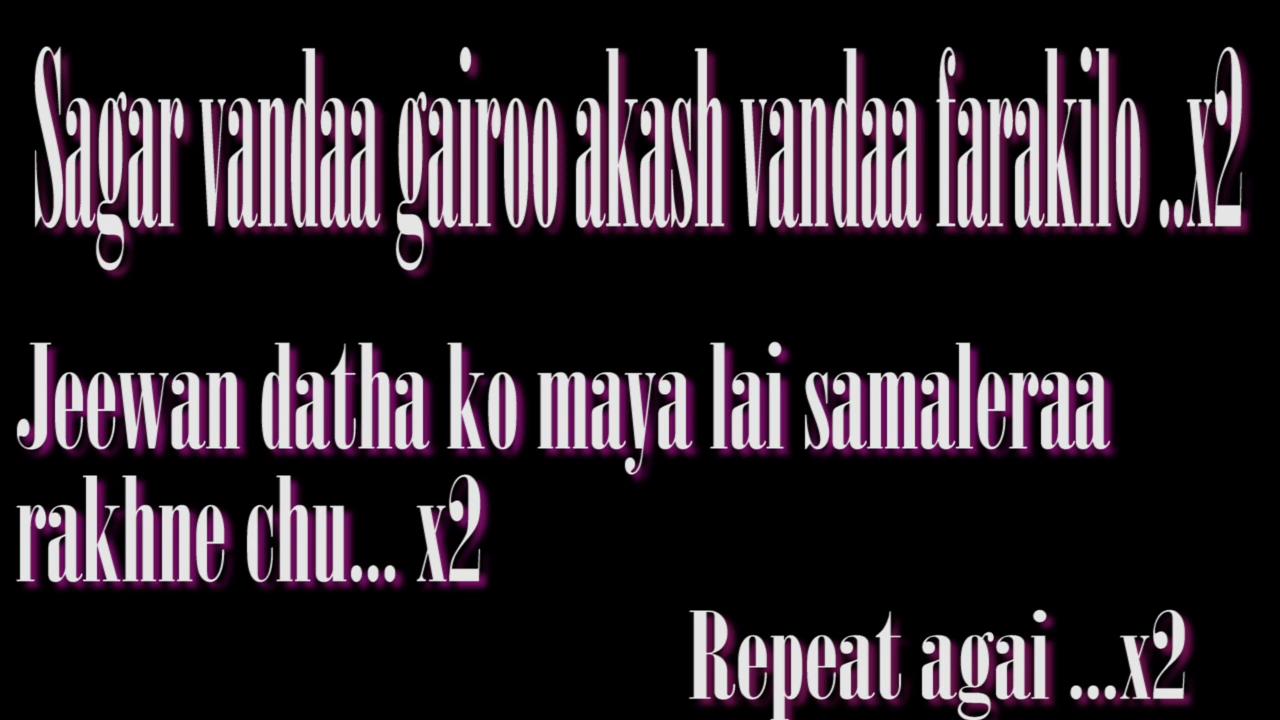 Sagar vandaa gairoo akash vandaa farakilo ..x2
Jeewan datha ko maya lai samaleraa
rakhne chu... x2
Repeat agai ...x2